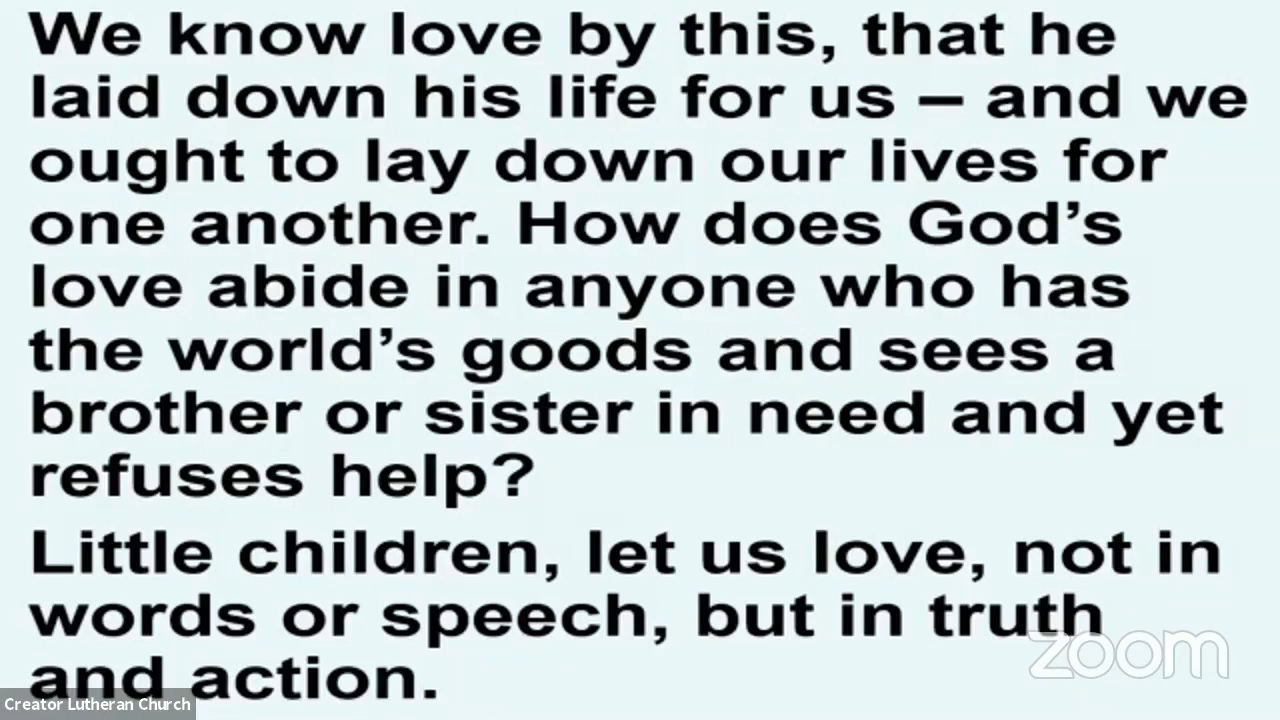 We know love by this, that he
laid down his life for us – and we
ought to lay down our lives for
one another. How does God’s
love abide in anyone who has
the world’s goods and sees a
brother or sister in need and yet
refuses help?
Little children, let us love, not in
words or speech, but in truth
and action.
zoom
Creator Lutheran Church